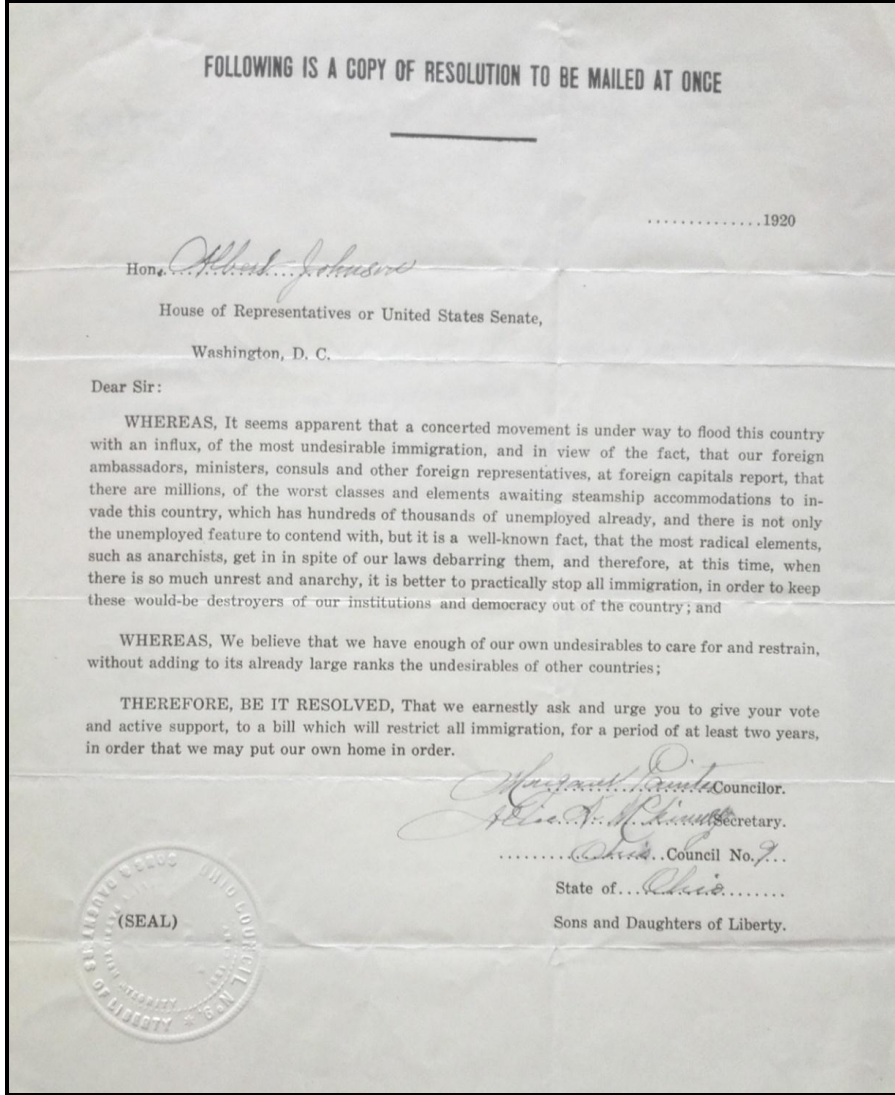 FOLLOWING IS A COPY OF RESOLUTION TO BE MAILED AT ONCE
..............1920
Hon. Albert Johnson
House of Representatives or United States Senate,
Washington, D. C.
Dear Sir:
WHEREAS, It seems apparent that a concerted movement is under way to flood this country
with an influx, of the most undesirable immigration, and in view of the fact, that our foreign
ambassadors, ministers, consuls and other foreign representatives, at foreign capitals report, that
there are millions, of the worst classes and elements awaiting steamship accommodations to in-
vade this country, which has hundreds of thousands of unemployed already, and there is not only
the unemployed feature to contend with, but it is a well-known fact, that the most radical elements,
such as anarchists, get in in spite of our laws debarring them, and therefore, at this time, when
there is so much unrest and anarchy, it is better to practically stop all immigration, in order to keep
these would-be destroyers of our institutions and democracy out of the country; and
WHEREAS, We believe that we have enough of our own undesirables to care for and restrain,
without adding to its already large ranks the undesirables of other countries;
THEREFORE, BE IT RESOLVED, That we earnestly ask and urge you to give your vote
and active support, to a bill which will restrict all immigration, for a period of at least two years,
in order that we may put our own home in order.
Councilor.
Secretary.
Ohio Council No. 9
State of Ohio
(SEAL)
Sons and Daughters of Liberty.
SONS & DAUGHTERS OF LIBERTY
OHIO COUNCIL No 9